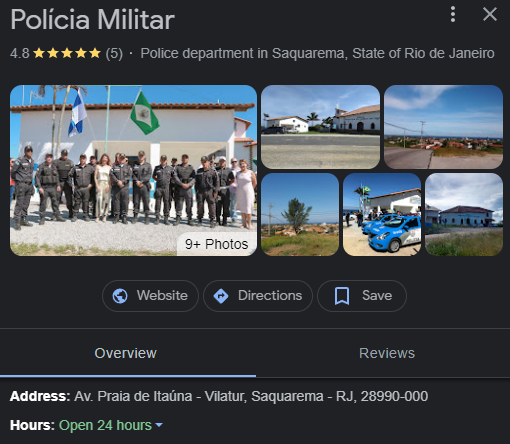 Polícia Militar
4.8 ★★★★★ (5) · Police department in Saquarema, State of Rio de Janeiro
9+ Photos
Website Directions Save
Overview Reviews
Address: Av. Praia de Itaúna - Vilatur, Saquarema - RJ, 28990-000
Hours: Open 24 hours